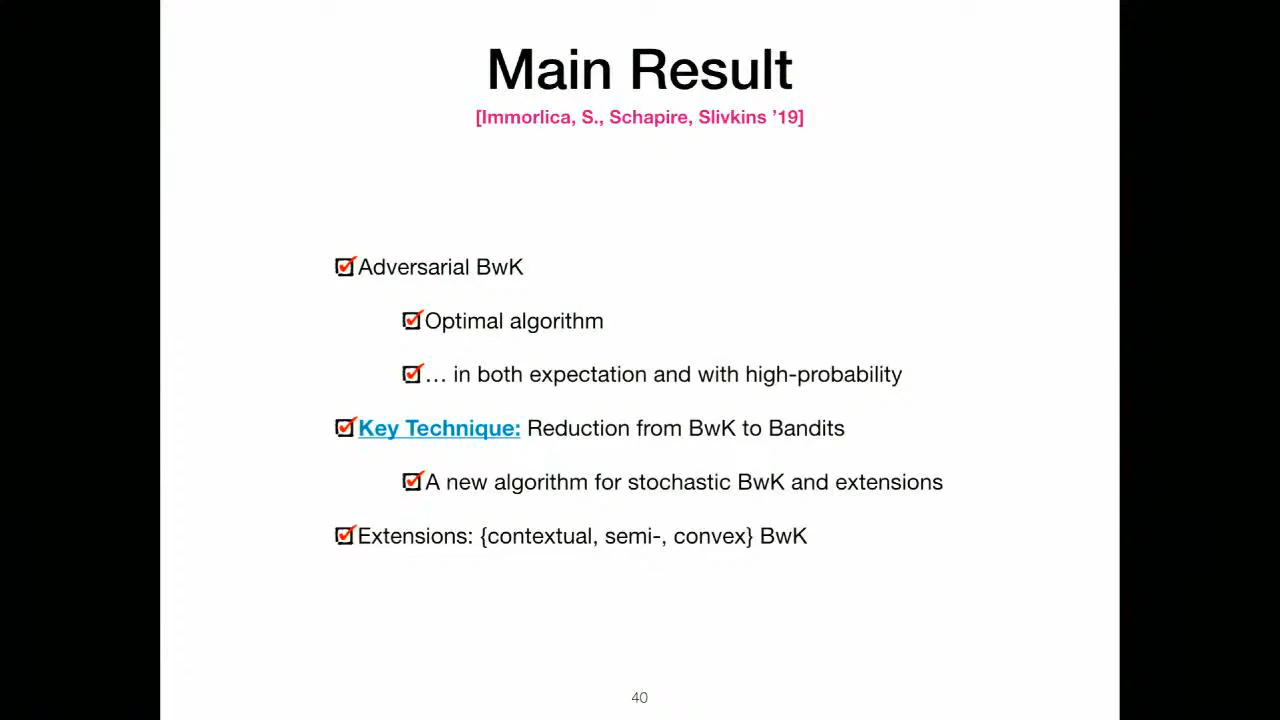 Main Result
[Immorlica, S., Schapire, Slivkins ’19]
Adversarial BwK
Optimal algorithm
… in both expectation and with high-probability
Key Technique: Reduction from BwK to Bandits
A new algorithm for stochastic BwK and extensions
Extensions: {contextual, semi-, convex} BwK
40